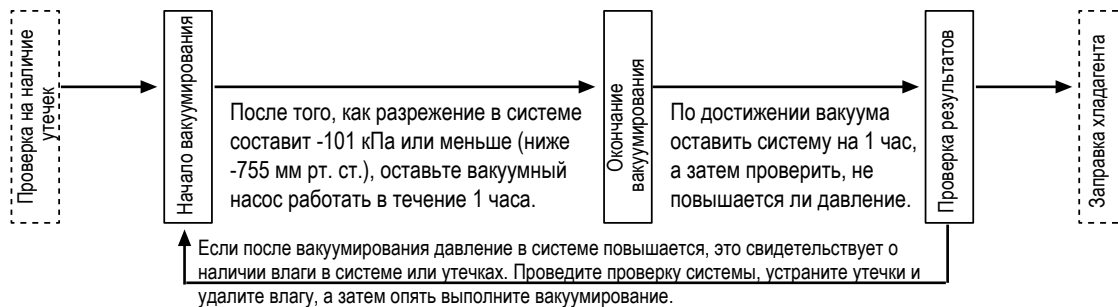 Проверка на наличие
утечек
Начало вакуумирования
После того, как разрежение в системе
составит -101 кПа или меньше (ниже
-755 мм рт. ст.), оставьте вакуумный
насос работать в течение 1 часа.
Окончание
вакуумирования
По достижении вакуума
оставить систему на 1 час,
а затем проверить, не
повышается ли давление.
Проверка результатов
Заправка хладагента
Если после вакуумирования давление в системе повышается, это свидетельствует о
наличии влаги в системе или утечках. Проведите проверку системы, устраните утечки и
удалите влагу, а затем опять выполните вакуумирование.